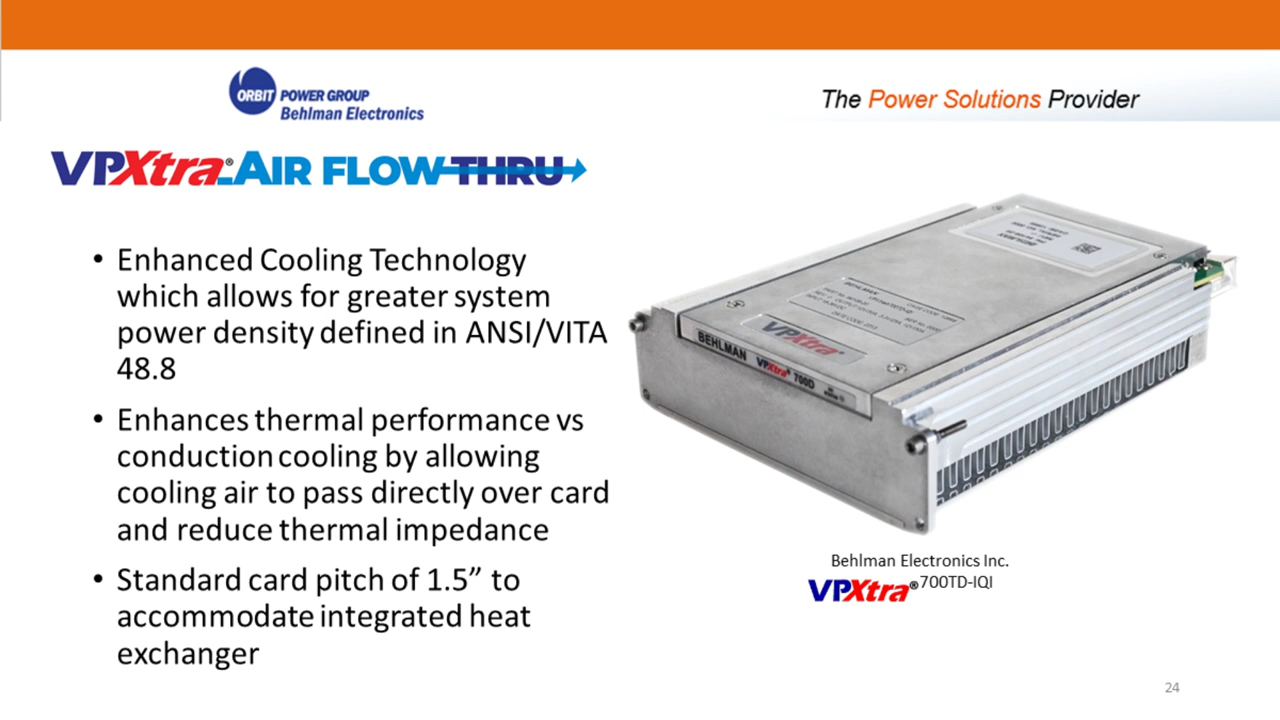 ORBIT POWER GROUP
Behlman Electronics
The Power Solutions Provider
VPXtra® AIR FLOW THRU
• Enhanced Cooling Technology
which allows for greater system
power density defined in ANSI/VITA
48.8
• Enhances thermal performance vs
conduction cooling by allowing
cooling air to pass directly over card
and reduce thermal impedance
• Standard card pitch of 1.5” to
accommodate integrated heat
exchanger
BEHLMAN
VPXtra®
BEHLMAN VPXtra® 700D
Behlman Electronics Inc.
VPXtra® 700TD-IQI
24